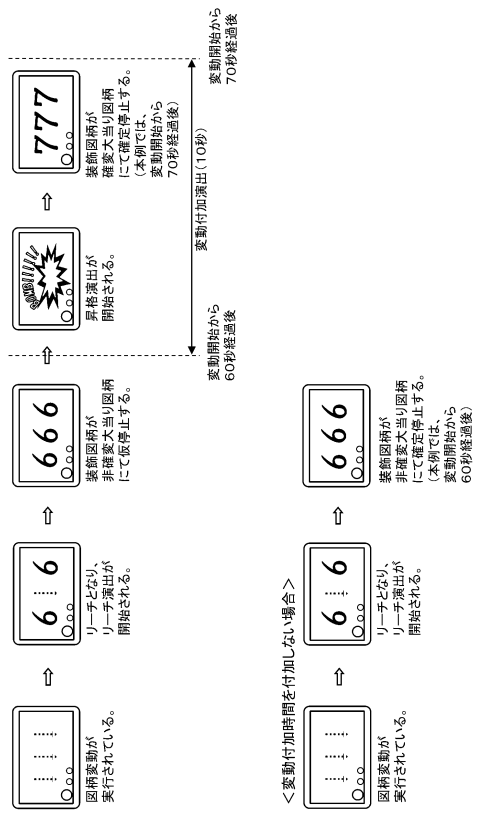 図柄変動が
実行されている。
6 6
リーチとなり、
リーチ演出が
開始される。
666
装飾図柄が
非確変大当り図柄
にて仮停止する。
変動開始から
60秒経過後
昇格演出が
開始される。
777
装飾図柄が
確変大当り図柄
にて確定停止する。
(本例では、
変動開始から
70秒経過後)
変動付加演出(10秒)
変動開始から
70秒経過後
<変動付加時間を付加しない場合>
図柄変動が
実行されている。
6 6
リーチとなり、
リーチ演出が
開始される。
666
装飾図柄が
非確変大当り図柄
にて確定停止する。
(本例では、
変動開始から
60秒経過後)